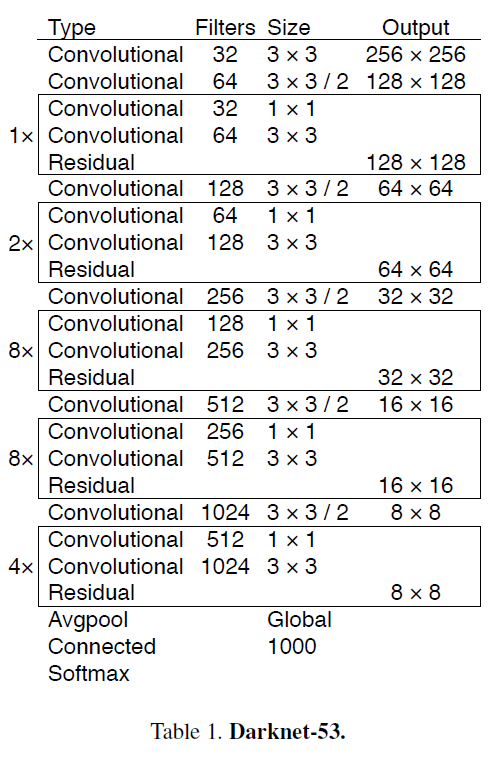 Type Filters Size Output
Convolutional 32 3 × 3 256 × 256
Convolutional 64 3 × 3 / 2 128 × 128
Convolutional 32 1 × 1
1× Convolutional 64 3 × 3
Residual 128 × 128
Convolutional 128 3 × 3 / 2 64 × 64
Convolutional 64 1 × 1
2× Convolutional 128 3 × 3
Residual 64 × 64
Convolutional 256 3 × 3 / 2 32 × 32
Convolutional 128 1 × 1
8× Convolutional 256 3 × 3
Residual 32 × 32
Convolutional 512 3 × 3 / 2 16 × 16
Convolutional 256 1 × 1
8× Convolutional 512 3 × 3
Residual 16 × 16
Convolutional 1024 3 × 3 / 2 8 × 8
Convolutional 512 1 × 1
4× Convolutional 1024 3 × 3
Residual 8 × 8
Avgpool Global
Connected 1000
Softmax
Table 1. Darknet-53.